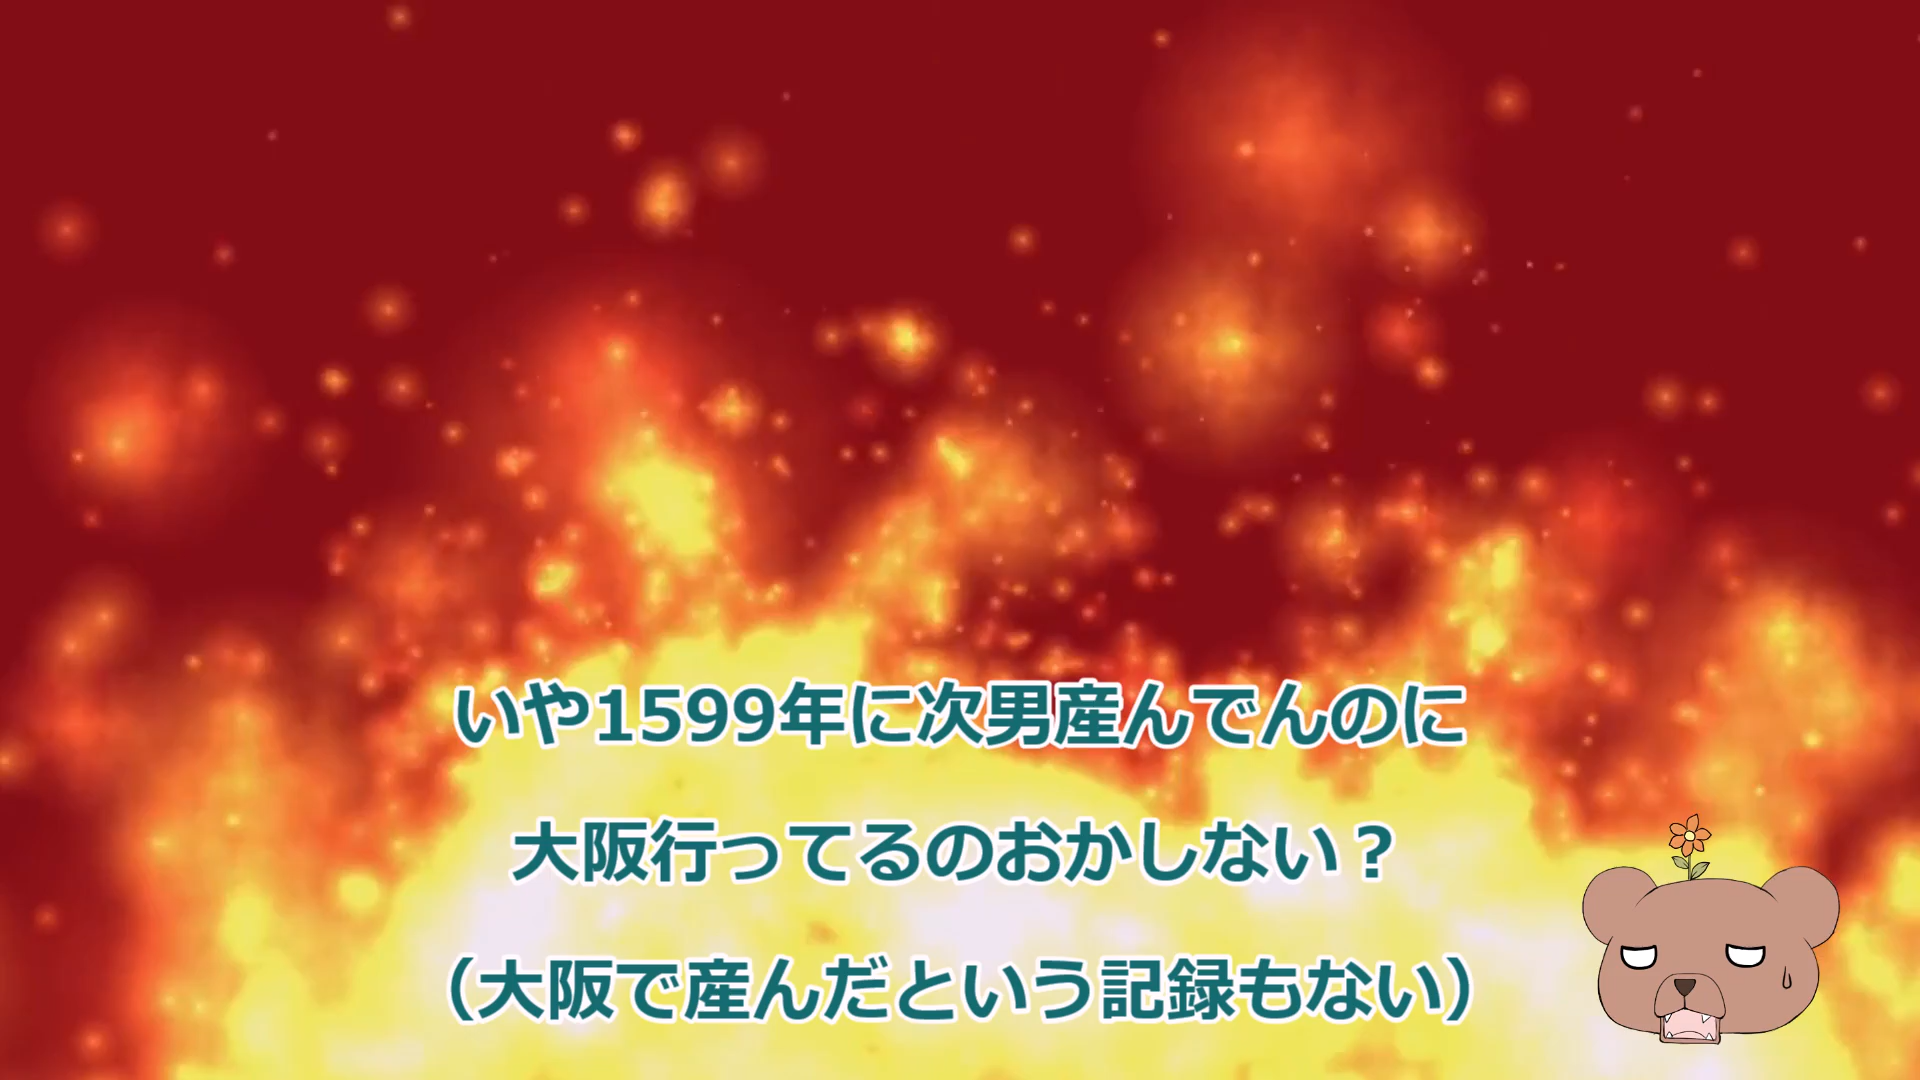 いや1599年に次男産んでんのに
大阪行ってるのおかしない？
（大阪で産んだという記録もない）